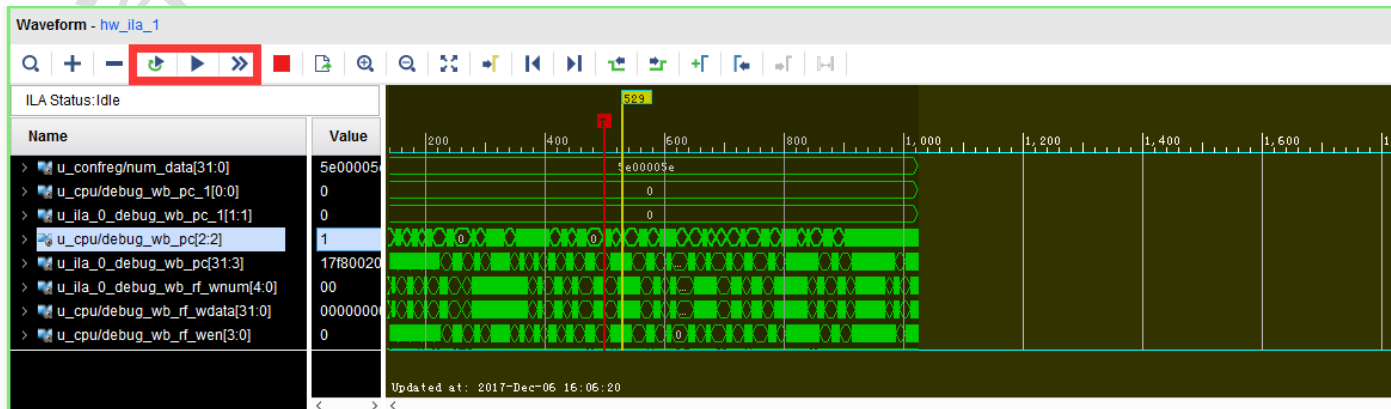 Waveform - hw_ila_1
ILA Status:Idle
Name Value
529
T
200 400 600 800 1,000 1,200 1,400 1,600
u_confreg/num_data[31:0] 5e00005e 5e00005e
u_cpu/debug_wb_pc_1[0:0] 0 0
u_ila_0_debug_wb_pc_1[1:1] 0 0
u_cpu/debug_wb_pc[2:2] 1 0 0
u_ila_0_debug_wb_pc[31:3] 17f80020 ...
u_ila_0_debug_wb_rf_wnum[4:0] 00 ...
u_cpu/debug_wb_rf_wdata[31:0] 00000000 ...
u_cpu/debug_wb_rf_wen[3:0] 0 0
Updated at: 2017-Dec-06 16:06:20